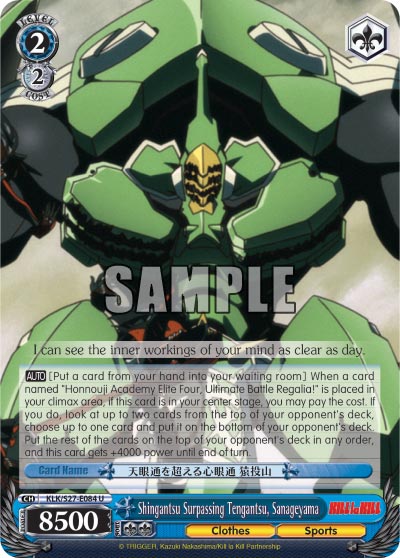 LEVEL
2
2
COST
SAMPLE
I can see the inner workings of your mind as clear as day.
AUTO [Put a card from your hand into your waiting room] When a card
named "Honnouji Academy Elite Four, Ultimate Battle Regalia!" is placed in
your climax area, if this card is in your center stage, you may pay the cost. If
you do, look at up to two cards from the top of your opponent's deck,
choose up to one card and put it on the bottom of your opponent's deck.
Put the rest of the cards on top of your opponent's deck in any order,
and this card gets +4000 power until end of turn.
Card Name 天眼通を超える心眼通 猿投山
CH KLK/S27-E084 U Shingantsu Surpassing Tengantsu, Sanageyama KILL la KILL
8500 Clothes Sports
© TRIGGER, Kazuki Nakashima/Kill la Kill Partnership